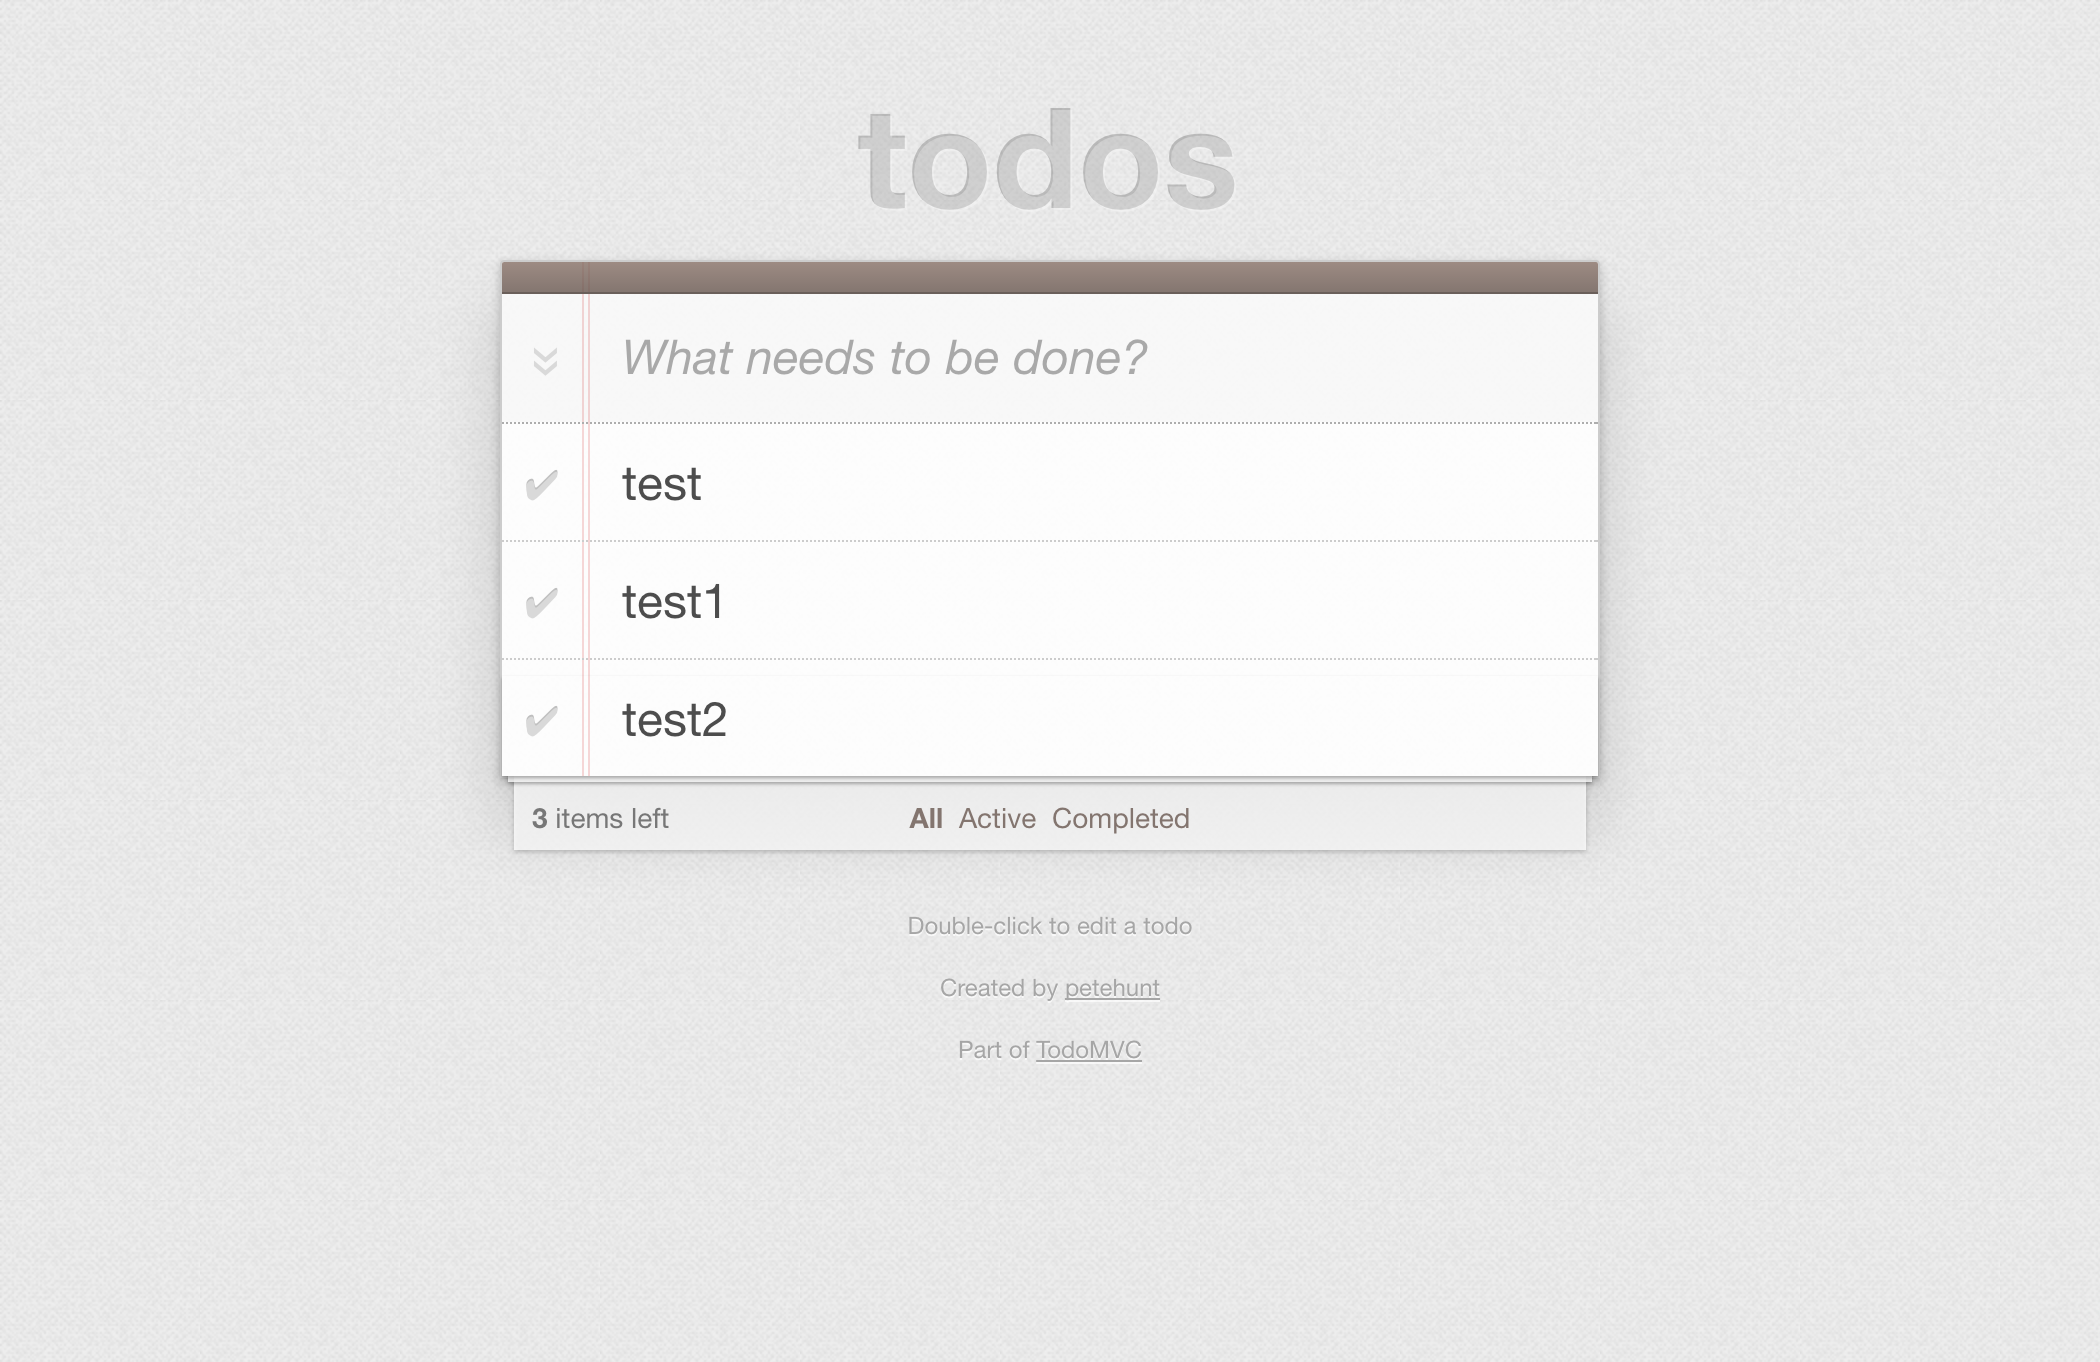 todos
What needs to be done?
test
test1
test2
3 items left All Active Completed
Double-click to edit a todo
Created by petehunt
Part of TodoMVC